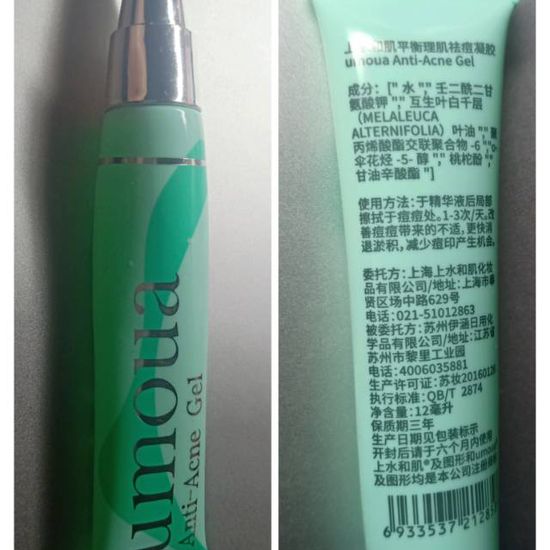 umoua
Anti-Acne Gel
上水和肌平衡理肌祛痘凝胶
umoua Anti-Acne Gel
成分：[" 水 "," 壬二酰二甘
氨酸钾 "," 互生叶白千层
（MELALEUCA
ALTERNIFOLIA）叶油 "," 聚
丙烯酸酯交联聚合物 -6 ","o-
伞花烃 -5- 醇 "," 桃柁酚 ","
甘油辛酸酯 "]
使用方法：于精华液后局部
擦拭于痘痘处。1-3次/天。改
善痘痘带来的不适，更快消
退淤积，减少痘印产生机会。
委托方：上海上水和肌化妆
品有限公司/地址：上海市奉
贤区场中路629号
电话：021-51012863
被委托方：苏州伊涵日用化
学品有限公司/地址：江苏省
苏州市黎里工业园
电话：4006035881
生产许可证：苏妆20160126
执行标准：QB/T 2874
净含量：12毫升
保质期三年
生产日期见包装标示
开封后请于六个月内使用
上水和肌®及图形和umoua
及图形均是本公司注册商标
6 933537 21285